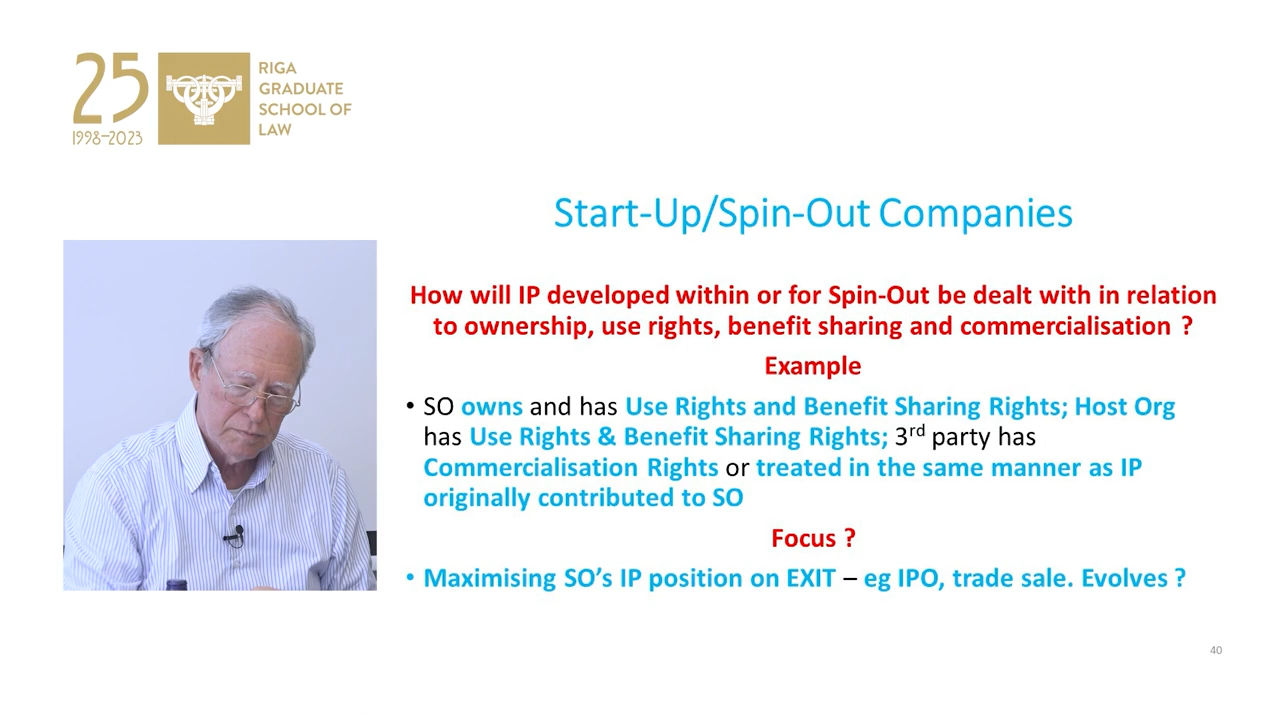 25
1998–2023
RIGA
GRADUATE
SCHOOL OF
LAW
Start-Up/Spin-Out Companies
How will IP developed within or for Spin-Out be dealt with in relation
to ownership, use rights, benefit sharing and commercialisation ?
Example
• SO owns and has Use Rights and Benefit Sharing Rights; Host Org
has Use Rights & Benefit Sharing Rights; 3rd party has
Commercialisation Rights or treated in the same manner as IP
originally contributed to SO
Focus ?
• Maximising SO’s IP position on EXIT – eg IPO, trade sale. Evolves ?
40